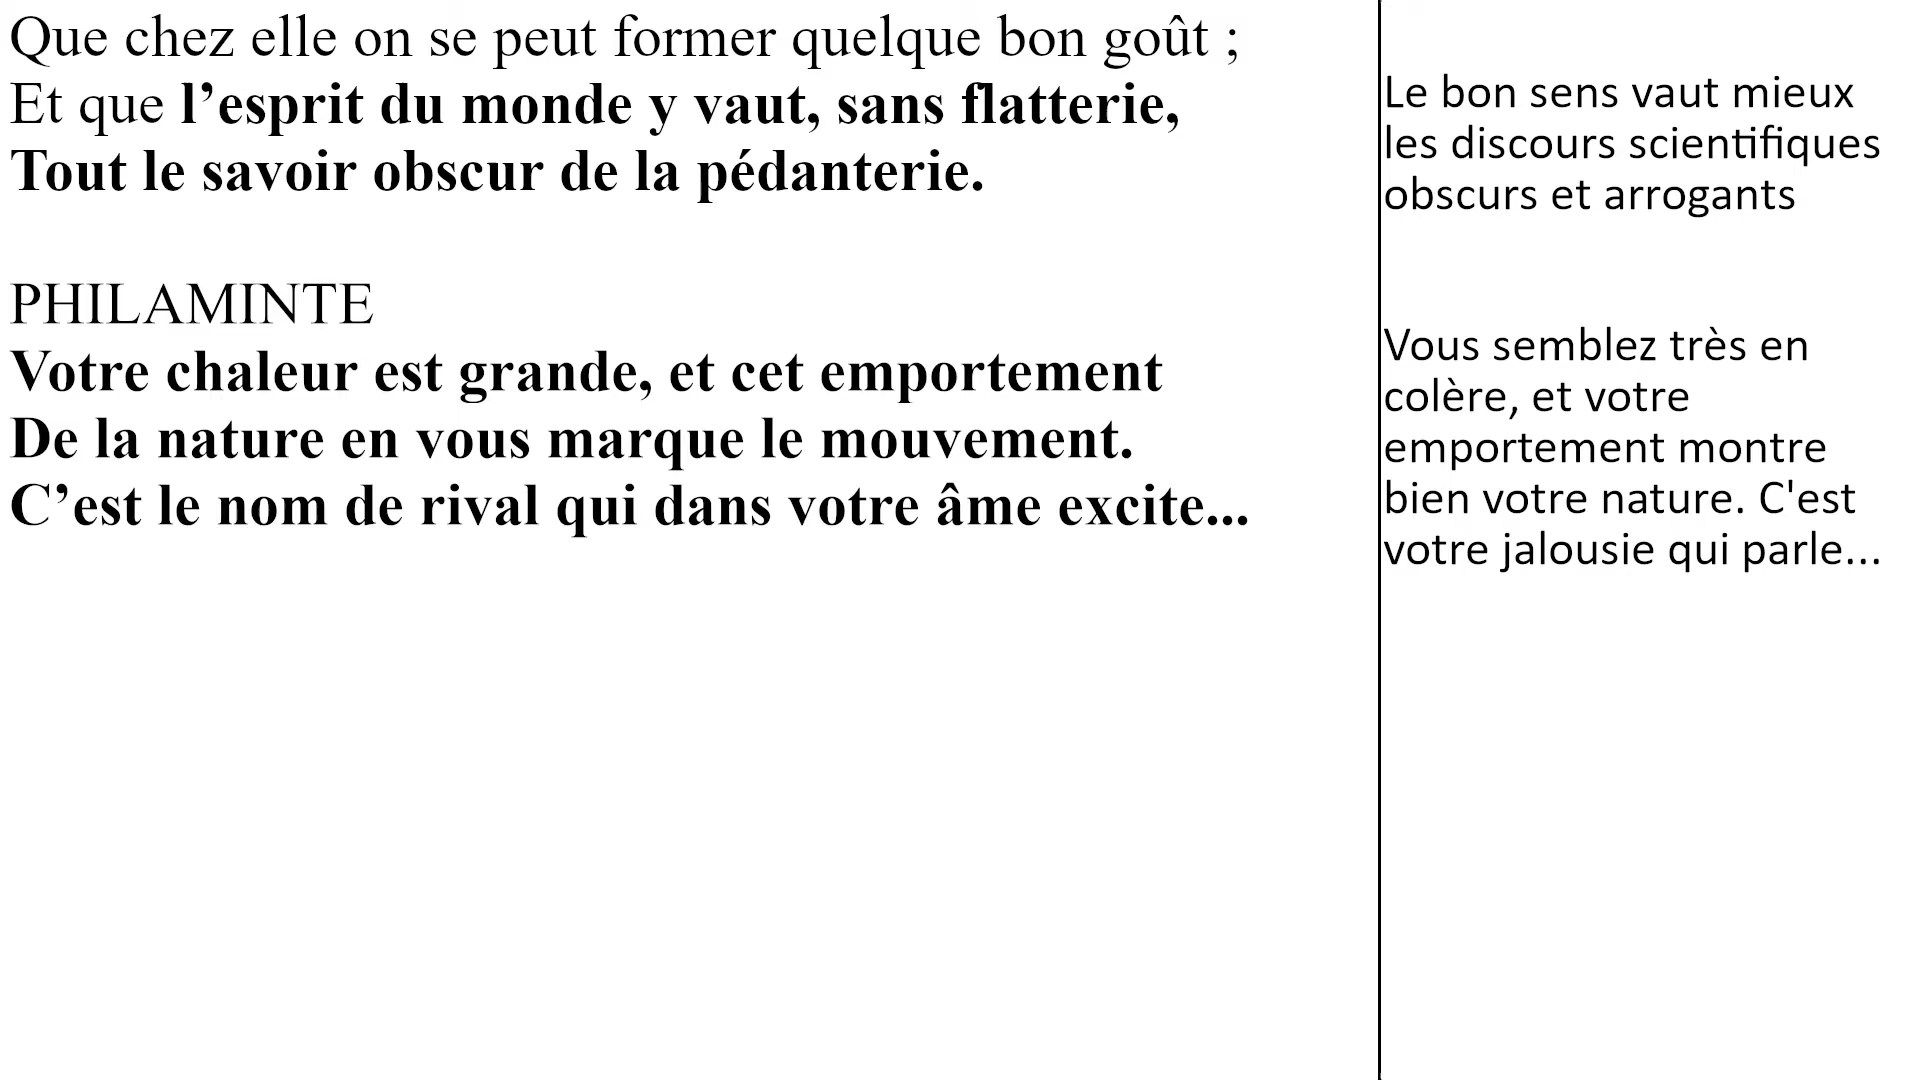 Que chez elle on se peut former quelque bon goût ;
Et que l’esprit du monde y vaut, sans flatterie,
Tout le savoir obscur de la pédanterie.
PHILAMINTE
Votre chaleur est grande, et cet emportement
De la nature en vous marque le mouvement.
C’est le nom de rival qui dans votre âme excite...
Le bon sens vaut mieux
les discours scientifiques
obscurs et arrogants
Vous semblez très en
colère, et votre
emportement montre
bien votre nature. C'est
votre jalousie qui parle...